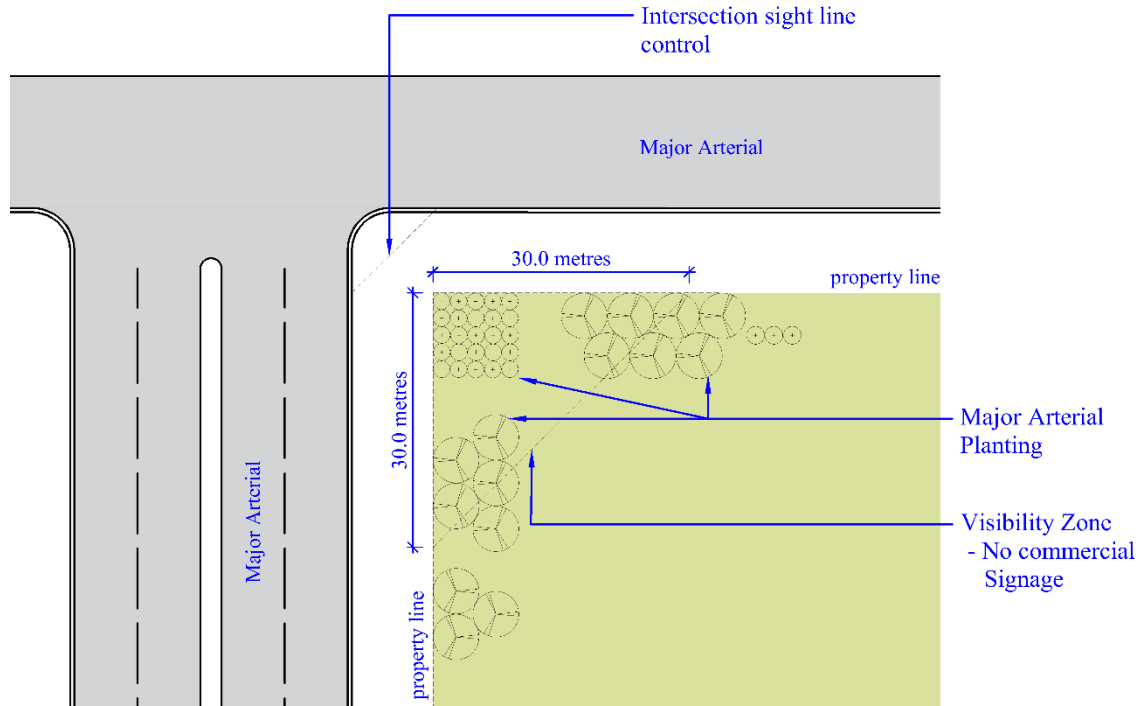 Intersection sight line
control
Major Arterial
30.0 metres
property line
30.0 metres
Major Arterial
Major Arterial
Planting
Visibility Zone
- No commercial
Signage
property line